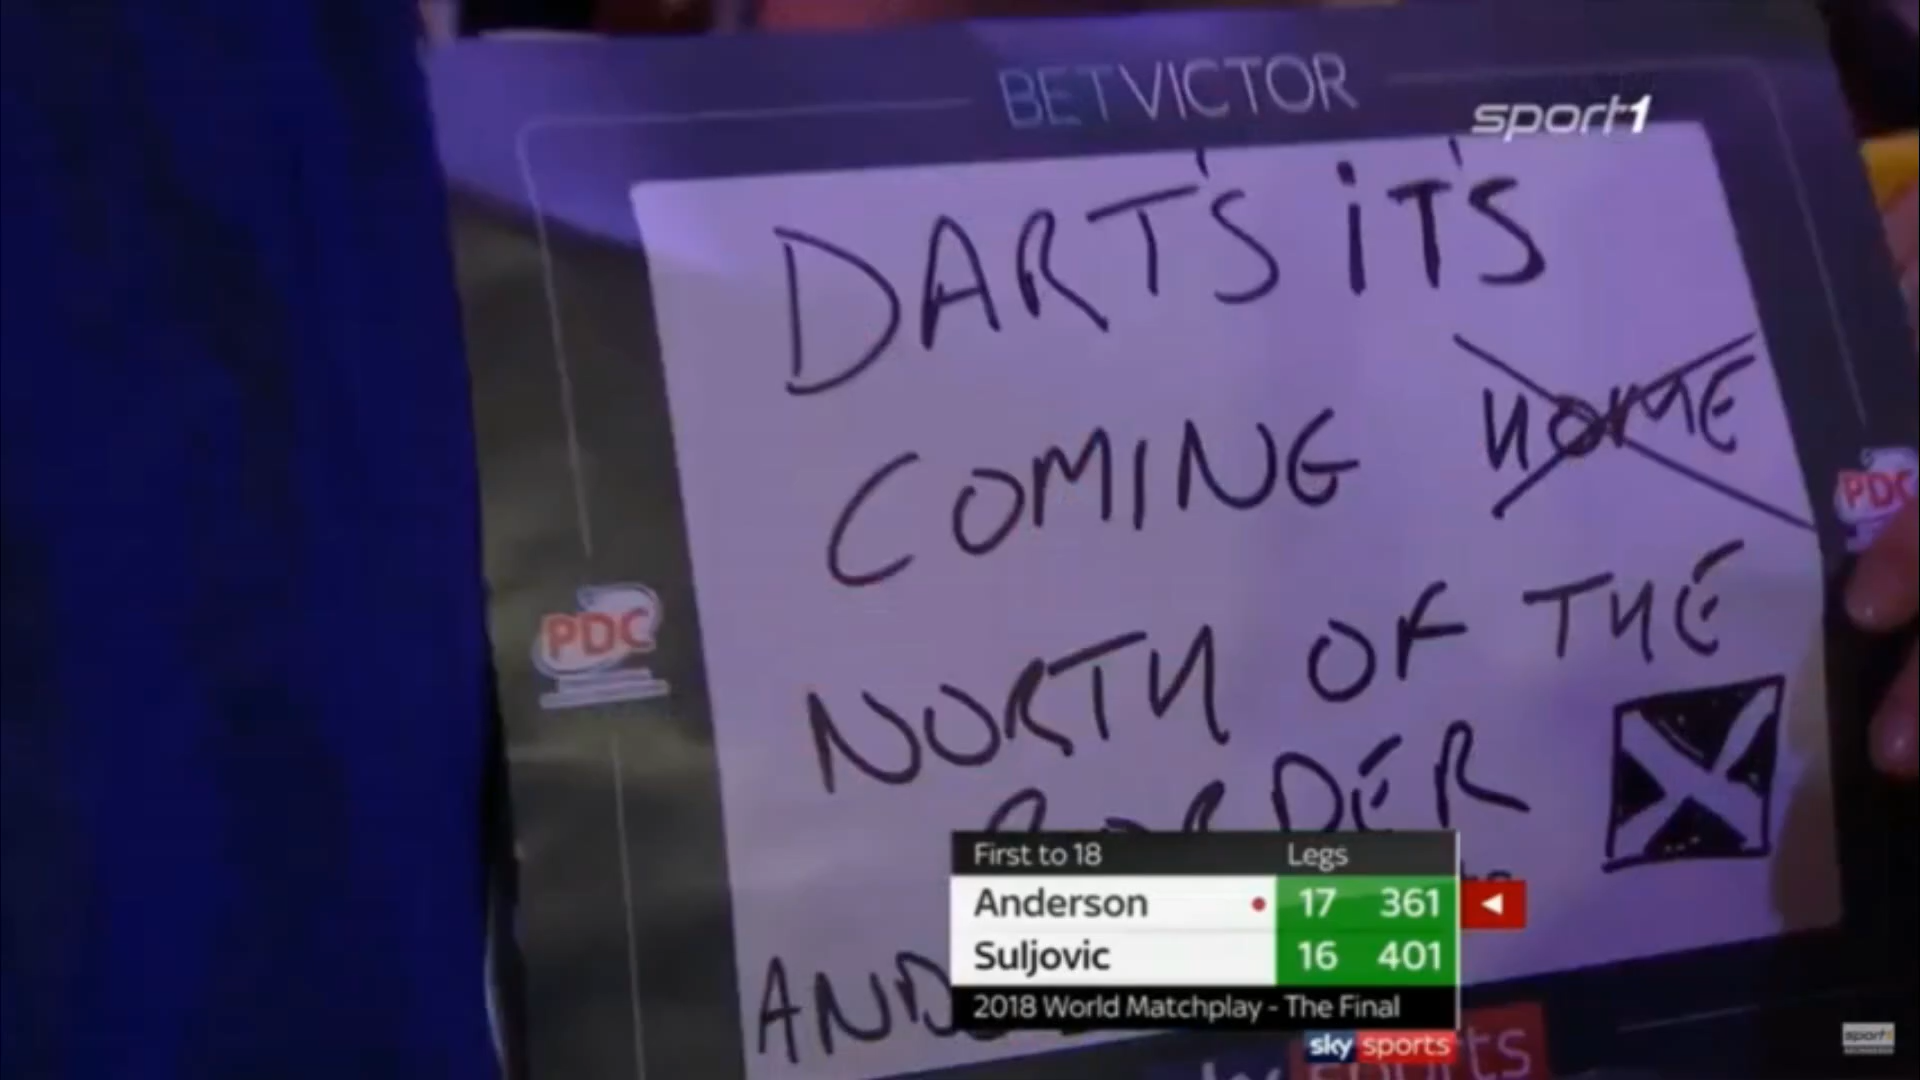 BETVICTOR
sport1
DART'S iT'S
COMING HOME
NORTH OF THE
BORDER
PDC
PDC
First to 18 Legs
Anderson 17 361
Suljovic 16 401
2018 World Matchplay - The Final
sky sports
sport1